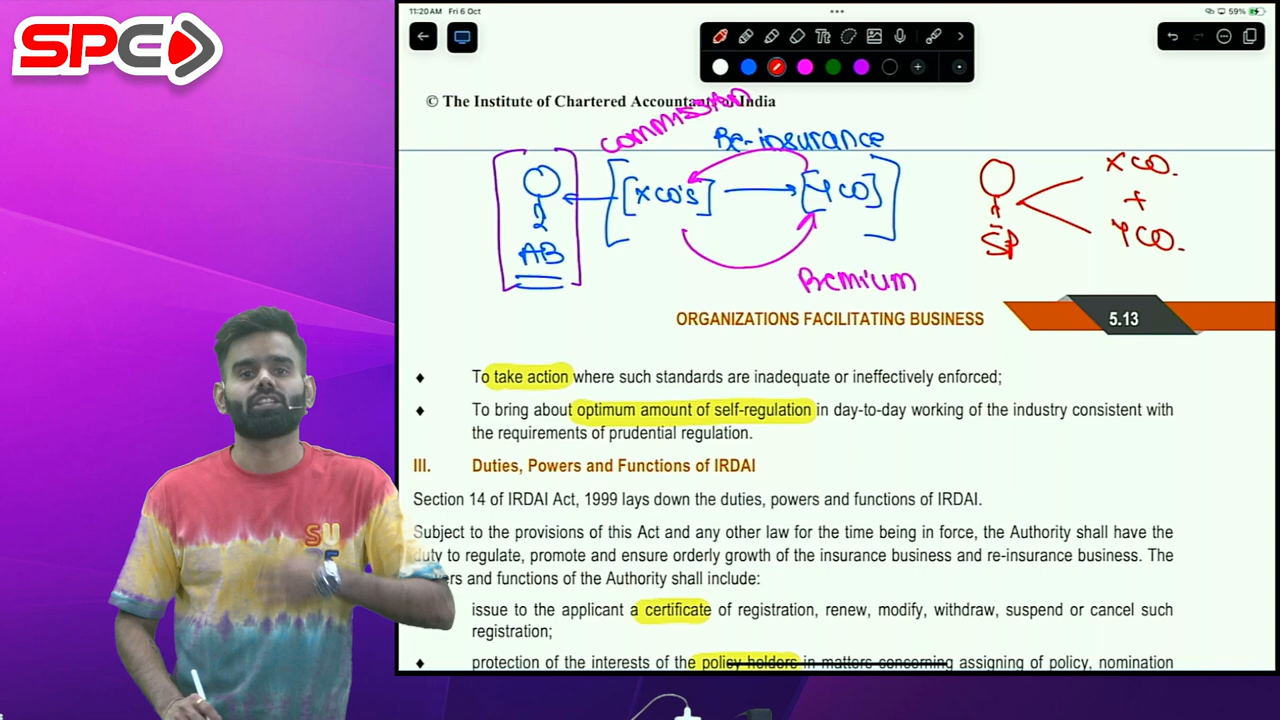 SPC
11:20 AM Fri 6 Oct
59%
© The Institute of Chartered Accountants of India
Commission
Re-insurance
[X CO's] → [Y CO]
AB
Premium
SP
X CO.
+
Y CO.
ORGANIZATIONS FACILITATING BUSINESS 5.13
♦ To take action where such standards are inadequate or ineffectively enforced;
♦ To bring about optimum amount of self-regulation in day-to-day working of the industry consistent with
the requirements of prudential regulation.
III. Duties, Powers and Functions of IRDAI
Section 14 of IRDAI Act, 1999 lays down the duties, powers and functions of IRDAI.
Subject to the provisions of this Act and any other law for the time being in force, the Authority shall have the
duty to regulate, promote and ensure orderly growth of the insurance business and re-insurance business. The
ers and functions of the Authority shall include:
issue to the applicant a certificate of registration, renew, modify, withdraw, suspend or cancel such
registration;
♦ protection of the interests of the policy holders in matters concerning assigning of policy, nomination
SU